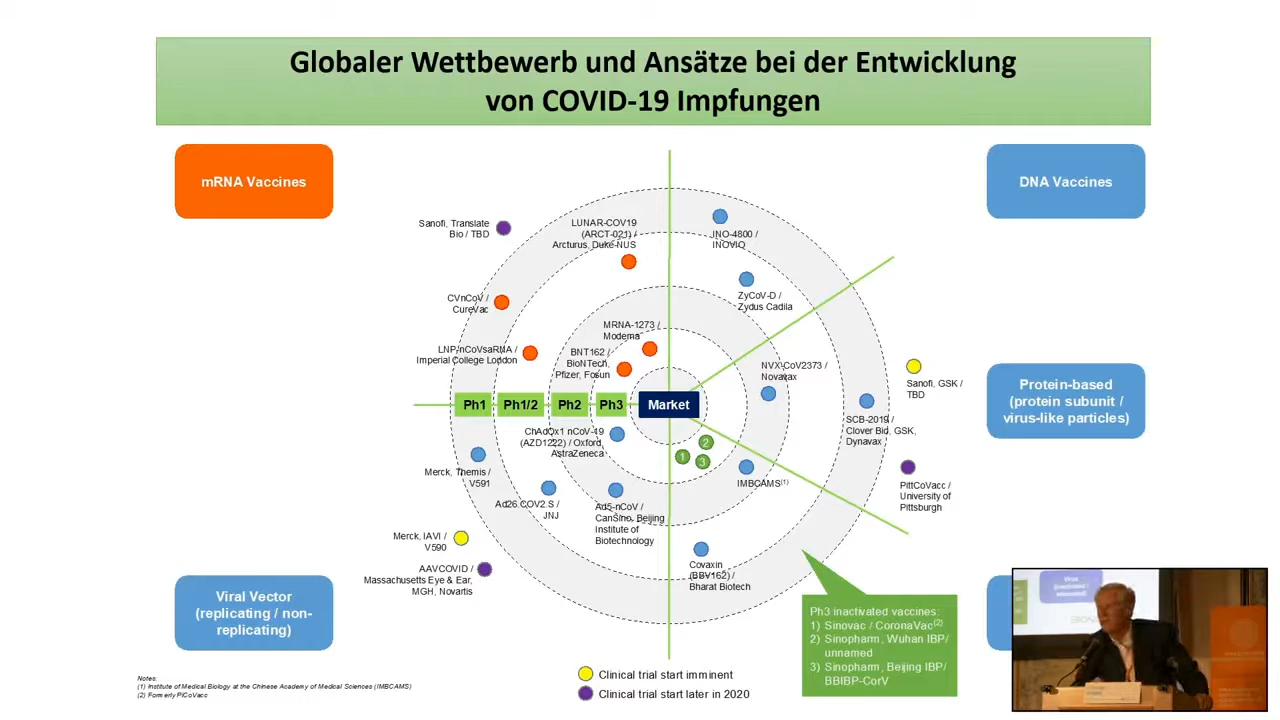 Globaler Wettbewerb und Ansätze bei der Entwicklung
von COVID-19 Impfungen
mRNA Vaccines
DNA Vaccines
Sanofi, Translate
Bio / TBD
LUNAR-COV19
(ARCT-021) /
Arcturus, Duke-NUS
INO-4800 /
INOVIO
CVnCoV /
CureVac
ZyCoV-D /
Zydus Cadila
MRNA-1273 /
Moderna
LNP-nCoVsaRNA /
Imperial College London
BNT162 /
BioNTech,
Pfizer, Fosun
NVX-CoV2373 /
Novavax
Sanofi, GSK /
TBD
Protein-based
(protein subunit /
virus-like particles)
Ph1
Ph1/2
Ph2
Ph3
Market
SCB-2019 /
Clover Bio, GSK,
Dynavax
ChAdOx1 nCoV-49
(AZD1222) / Oxford
AstraZeneca
1
2
3
Merck, Themis /
V591
IMBCAMS(1)
PittCoVacc /
University of
Pittsburgh
Ad26.COV2.S /
JNJ
Ad5-nCoV /
CanSino, Beijing
Institute of
Biotechnology
Merck, IAVI /
V590
Covaxin
(BBV162) /
Bharat Biotech
AAVCOVID /
Massachusetts Eye & Ear,
MGH, Novartis
Viral Vector
(replicating / non-
replicating)
Ph3 inactivated vaccines:
1) Sinovac / CoronaVac(2)
2) Sinopharm, Wuhan IBP/
unnamed
3) Sinopharm, Beijing IBP/
BBIBP-CorV
Clinical trial start imminent
Clinical trial start later in 2020
Notes:
(1) Institute of Medical Biology at the Chinese Academy of Medical Sciences (IMBCAMS)
(2) Formerly PiCoVacc
Virus